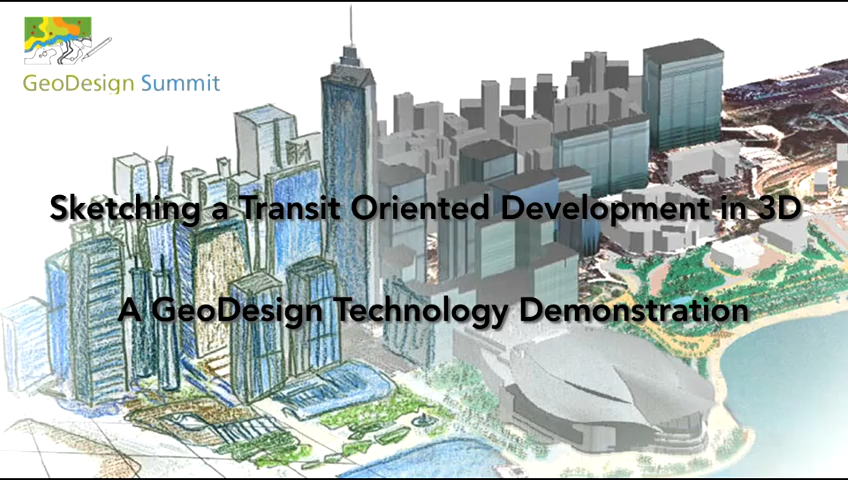 GeoDesign Summit
Sketching a Transit Oriented Development in 3D
A GeoDesign Technology Demonstration